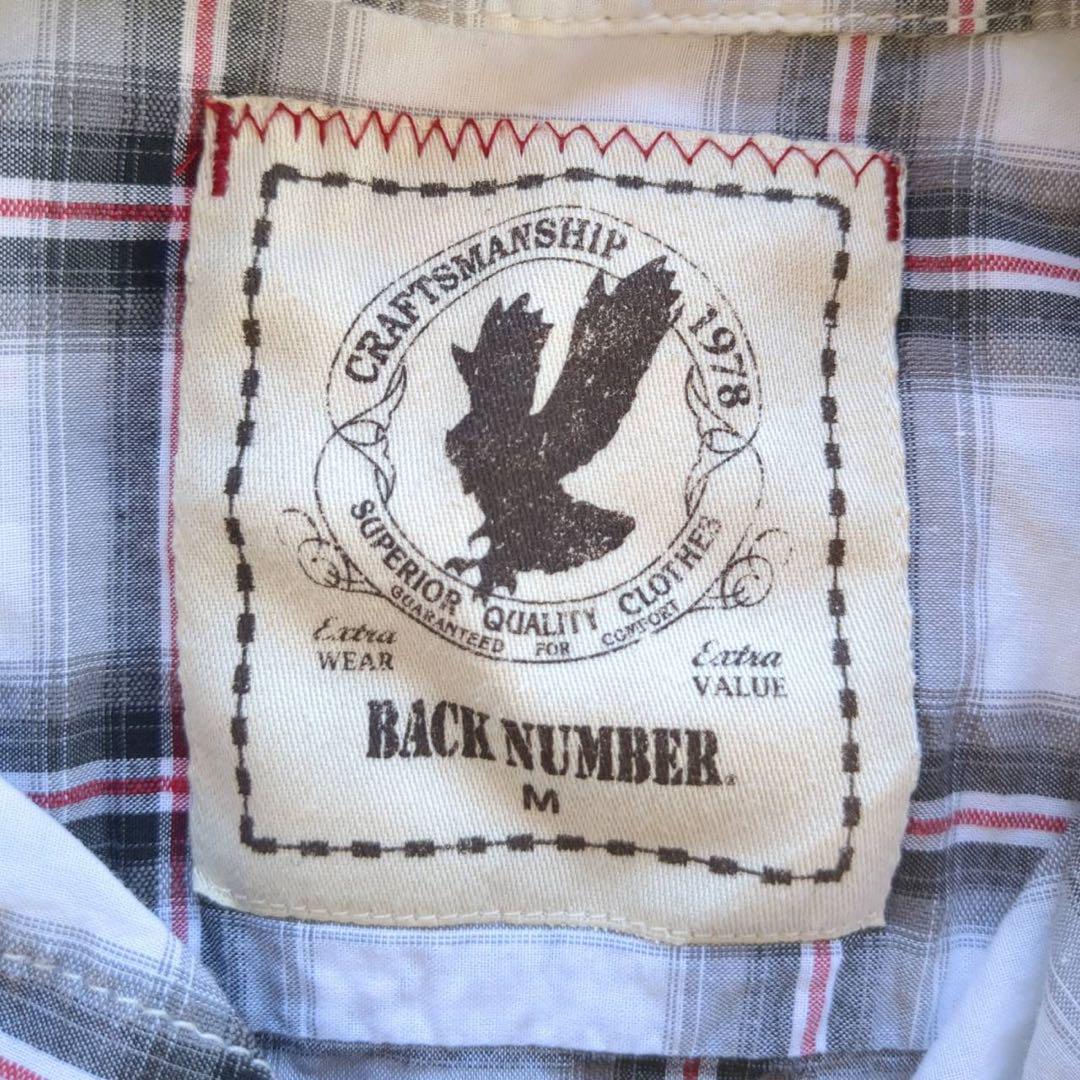 CRAFTSMANSHIP 1978
SUPERIOR QUALITY CLOTHES
GUARANTEED FOR COMFORT
Extra
WEAR
Extra
VALUE
BACK NUMBER.
M